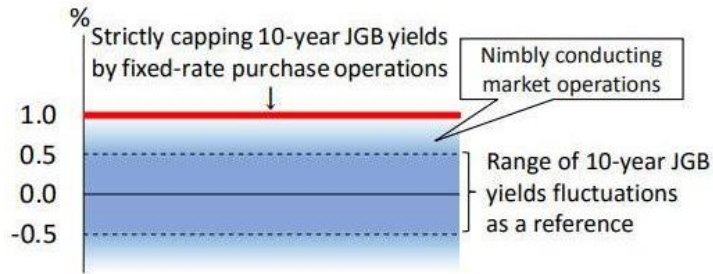 %
Strictly capping 10-year JGB yields
by fixed-rate purchase operations
↓
Nimbly conducting
market operations
1.0
0.5
0.0
-0.5
Range of 10-year JGB
yields fluctuations
as a reference